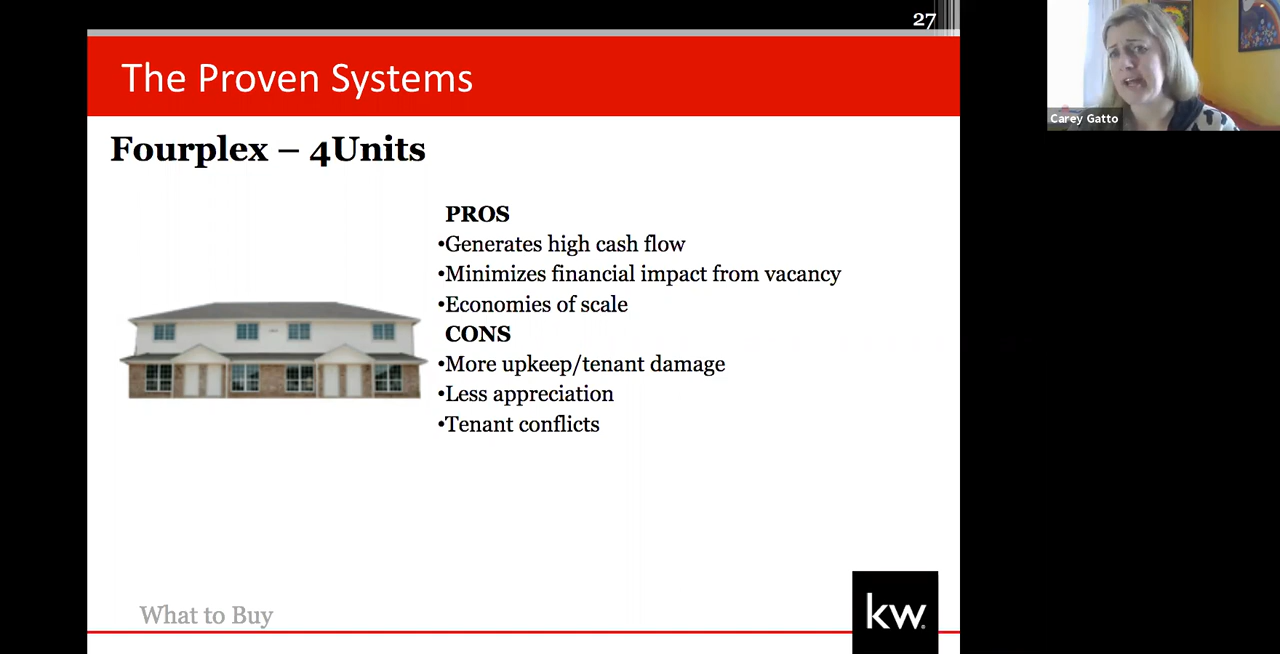 27
The Proven Systems
Fourplex – 4Units
PROS
•Generates high cash flow
•Minimizes financial impact from vacancy
•Economies of scale
CONS
•More upkeep/tenant damage
•Less appreciation
•Tenant conflicts
What to Buy
kw.
Carey Gatto